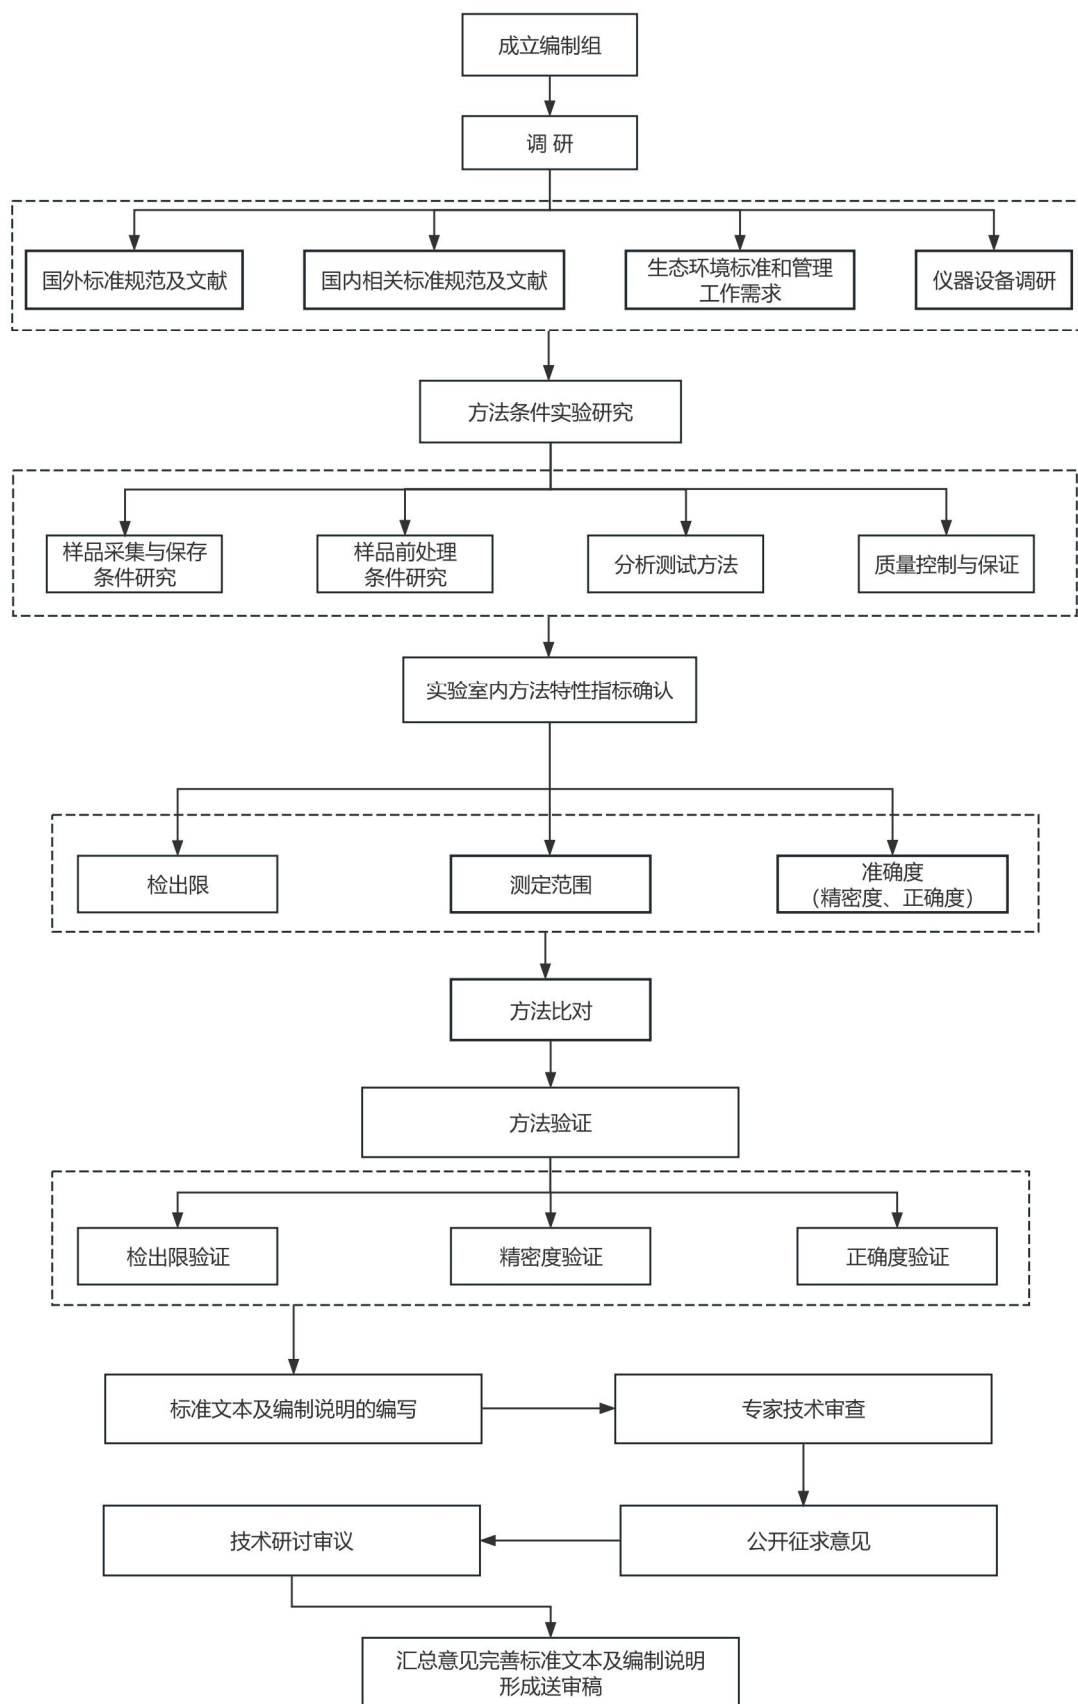 成立编制组
调 研
国外标准规范及文献
国内相关标准规范及文献
生态环境标准和管理
工作需求
仪器设备调研
方法条件实验研究
样品采集与保存
条件研究
样品前处理
条件研究
分析测试方法
质量控制与保证
实验室内方法特性指标确认
检出限
测定范围
准确度
（精密度、正确度）
方法比对
方法验证
检出限验证
精密度验证
正确度验证
标准文本及编制说明的编写
专家技术审查
技术研讨审议
公开征求意见
汇总意见完善标准文本及编制说明
形成送审稿